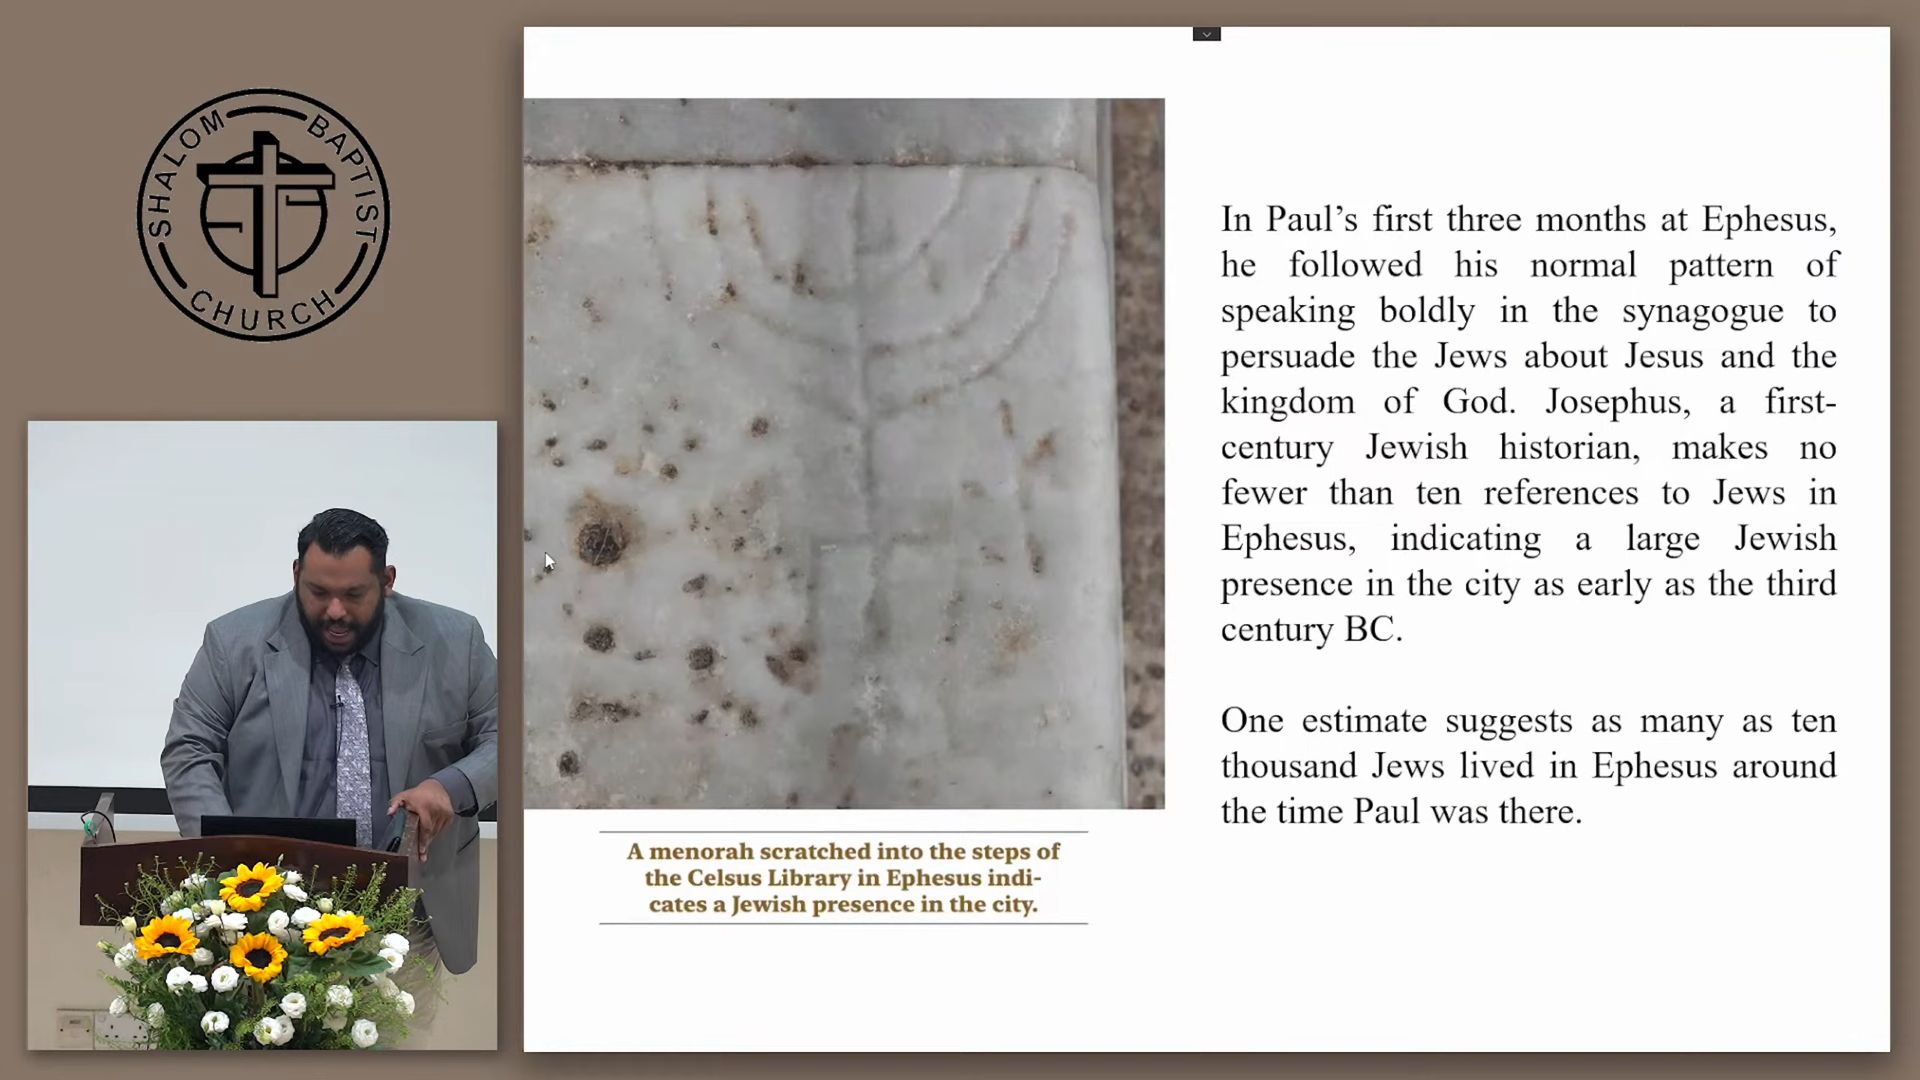 SHALOM BAPTIST
CHURCH
In Paul’s first three months at Ephesus,
he followed his normal pattern of
speaking boldly in the synagogue to
persuade the Jews about Jesus and the
kingdom of God. Josephus, a first-
century Jewish historian, makes no
fewer than ten references to Jews in
Ephesus, indicating a large Jewish
presence in the city as early as the third
century BC.
One estimate suggests as many as ten
thousand Jews lived in Ephesus around
the time Paul was there.
A menorah scratched into the steps of
the Celsus Library in Ephesus indi-
cates a Jewish presence in the city.